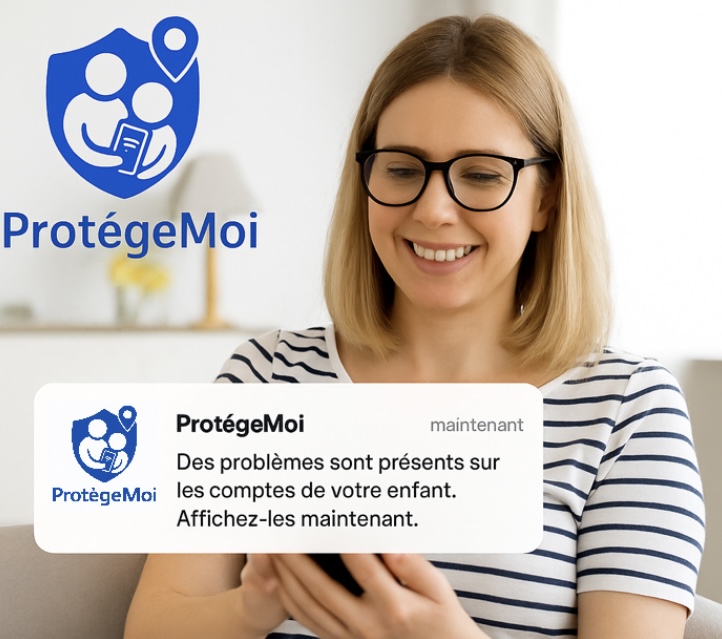 ProtégeMoi
ProtégeMoi
maintenant
Des problèmes sont présents sur
les comptes de votre enfant.
Affichez-les maintenant.
ProtègeMoi